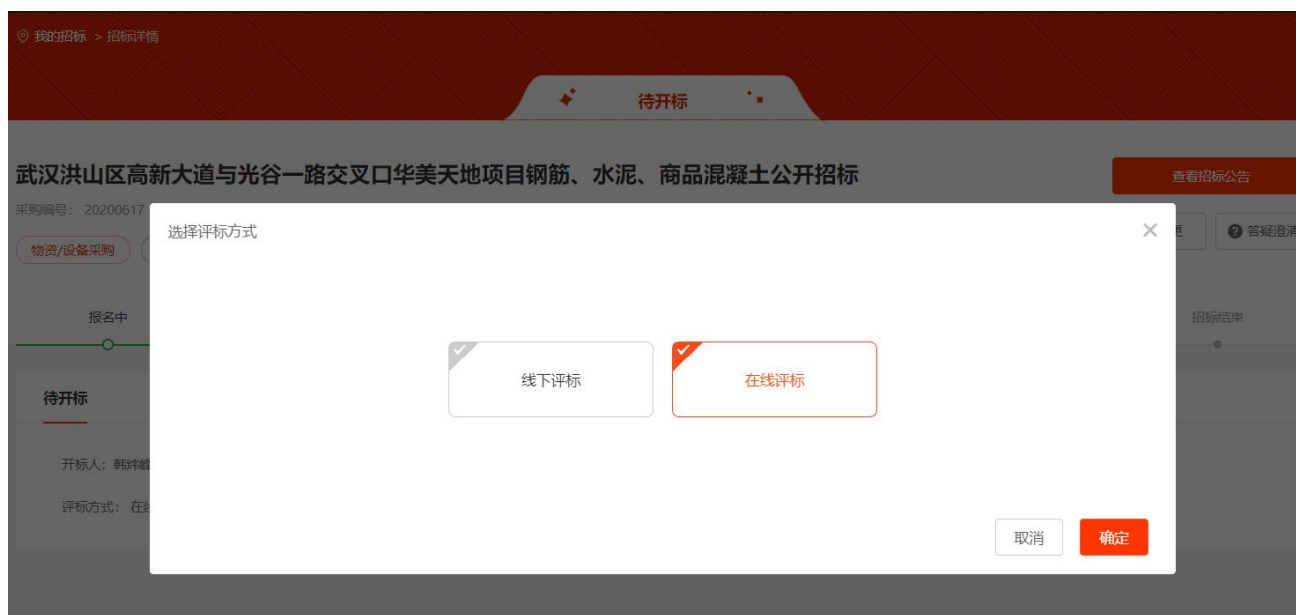 我的招标 > 招标详情
待开标
武汉洪山区高新大道与光谷一路交叉口华美天地项目钢筋、水泥、商品混凝土公开招标
查看招标公告
采购编号： 20200617
选择评标方式
更
答疑澄清
物资/设备采购
报名中
招标结束
线下评标
在线评标
待开标
开标人：韩炜峰
评标方式： 在线
取消
确定